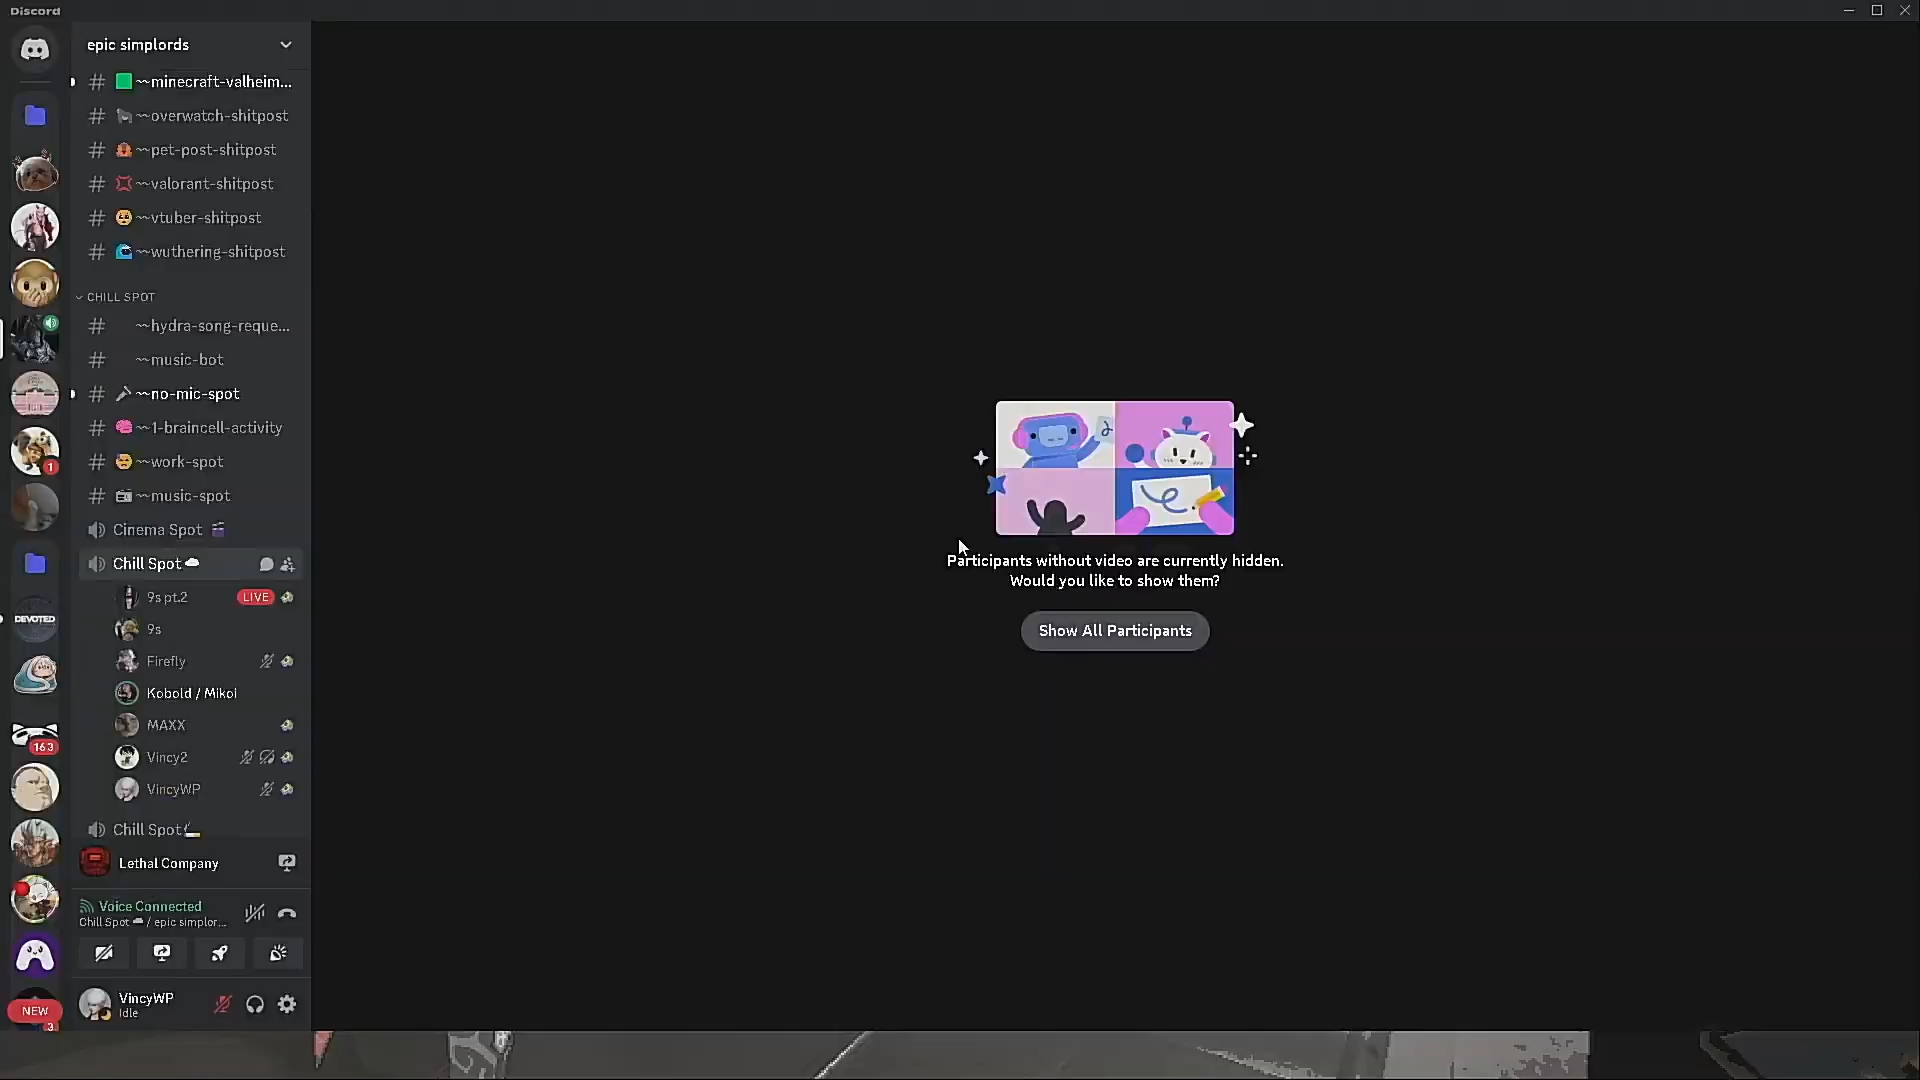 Discord
epic simplords
~~minecraft-valheim...
~~overwatch-shitpost
~~pet-post-shitpost
~~valorant-shitpost
~~vtuber-shitpost
~~wuthering-shitpost
CHILL SPOT
~~hydra-song-reque...
~~music-bot
~~no-mic-spot
~~1-braincell-activity
~~work-spot
~~music-spot
Cinema Spot
Chill Spot
9s pt.2 LIVE
9s
Firefly
Kobold / Mikoi
MAXX
Vincy2
VincyWP
Chill Spot
Lethal Company
Voice Connected
Chill Spot / epic simplor...
VincyWP
Idle
1
DEVOTED
163
NEW
3
Participants without video are currently hidden.
Would you like to show them?
Show All Participants